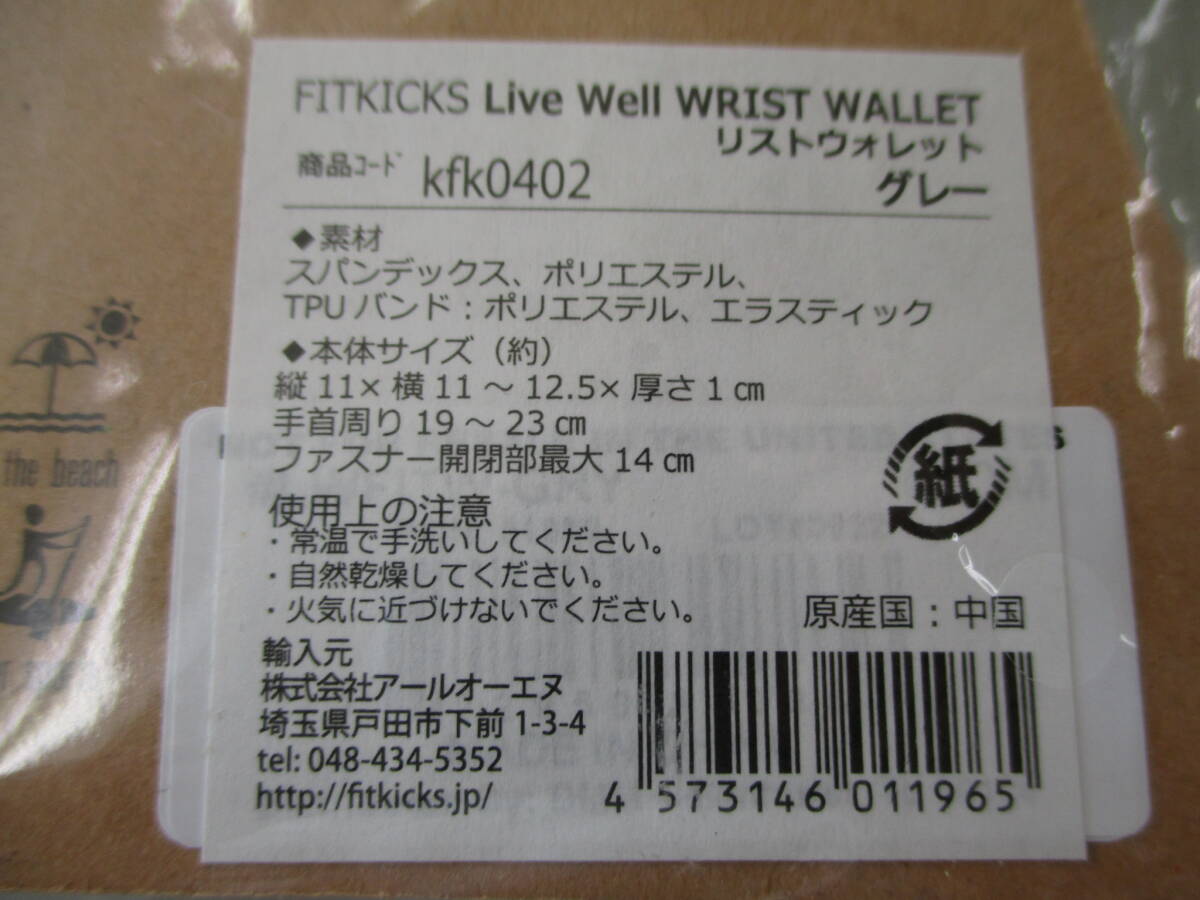 FITKICKS Live Well WRIST WALLET
リストウォレット
商品ｺｰﾄﾞ kfk0402
グレー
◆素材
スパンデックス、ポリエステル、
TPU バンド：ポリエステル、エラスティック
◆本体サイズ（約）
縦 11× 横 11 ～ 12.5× 厚さ 1 ㎝
手首周り 19 ～ 23 ㎝
ファスナー開閉部最大 14 ㎝
紙
使用上の注意
・常温で手洗いしてください。
・自然乾燥してください。
・火気に近づけないでください。
原産国：中国
輸入元
株式会社アールオーエヌ
埼玉県戸田市下前 1-3-4
tel: 048-434-5352
http://fitkicks.jp/
4 573146 011965
the beach